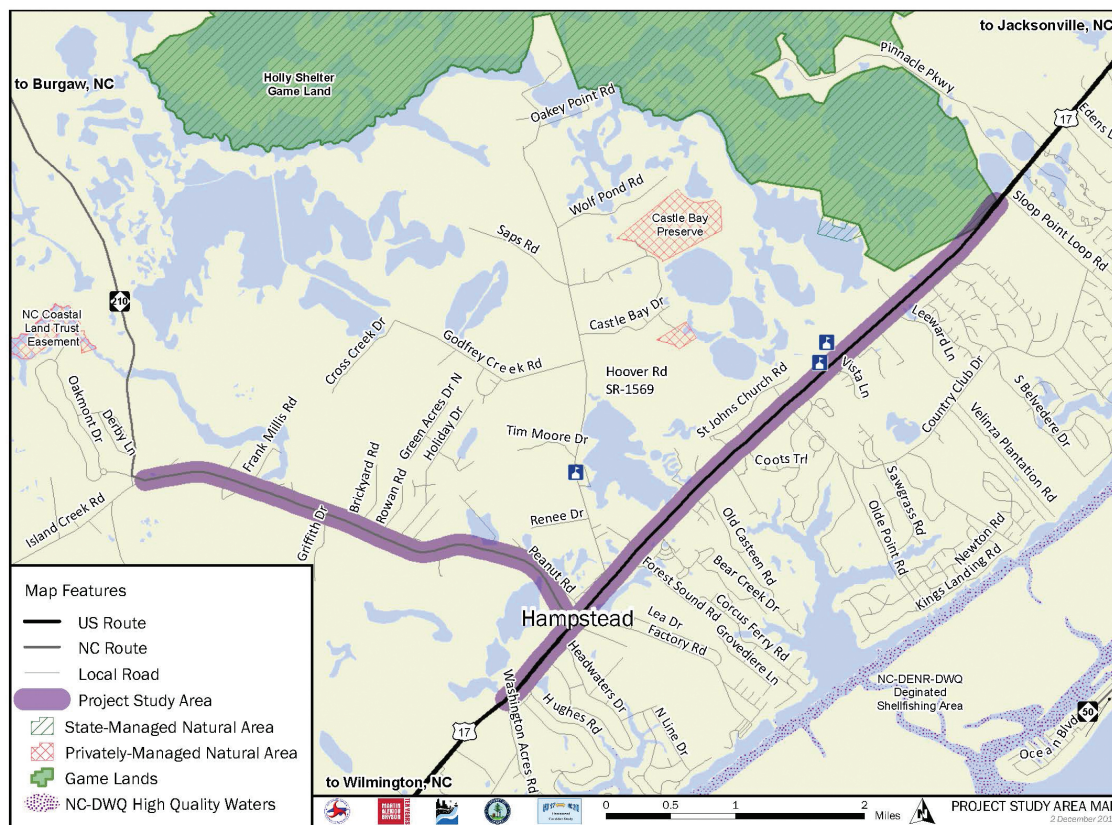 to Jacksonville, NC
to Burgaw, NC
Holly Shelter
Game Land
Pinnacle Pkwy
17
Oakey Point Rd
Wolf Pond Rd
Castle Bay
Preserve
Saps Rd
Sloop Point Loop Rd
210
NC Coastal
Land Trust
Easement
Castle Bay Dr
Leeward Ln
Cross Creek Dr
Godfrey Creek Rd
Hoover Rd
SR-1569
Vista Ln
Country Club Dr
S Belvedere Dr
Oakmont Dr
Derby Ln
Frank Millis Rd
Green Acres Dr N
Holiday Dr
St Johns Church Rd
Velinza Plantation Rd
Tim Moore Dr
Coots Trl
Brickyard Rd
Rowan Rd
Sawgrass Rd
Olde Point Rd
Island Creek Rd
Griffith Dr
Renee Dr
Old Casteen Rd
Newton Rd
Kings Landing Rd
Peanut Rd
Bear Creek Dr
Forest Sound Rd
Corcus Ferry Rd
Grovediere Ln
Hampstead
Lea Dr
Factory Rd
Headwaters Dr
Washington Acres Rd
Hughes Rd
N Line Dr
NC-DENR-DWQ
Deginated
Shellfishing Area
50
Ocean Blvd
17
to Wilmington, NC
Map Features
US Route
NC Route
Local Road
Project Study Area
State-Managed Natural Area
Privately-Managed Natural Area
Game Lands
NC-DWQ High Quality Waters
0 0.5 1 2
Miles
N
PROJECT STUDY AREA MAP
2 December